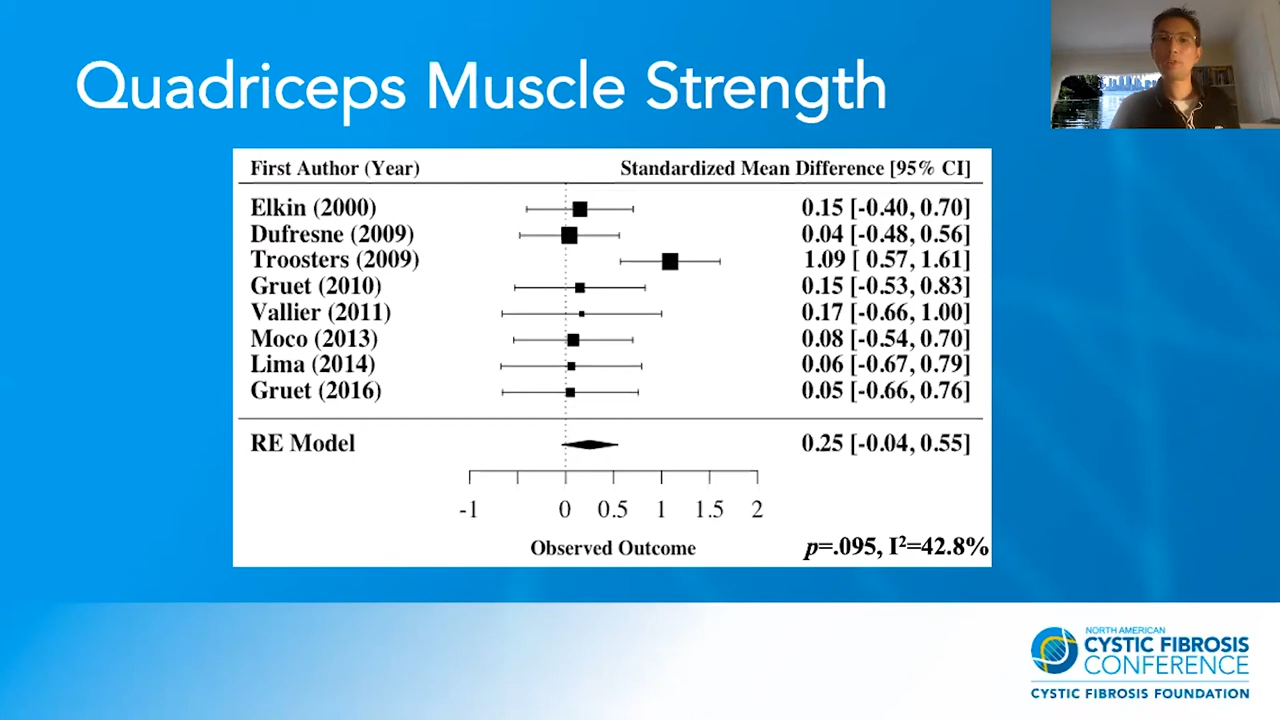 Quadriceps Muscle Strength
First Author (Year) Standardized Mean Difference [95% CI]
Elkin (2000) 0.15 [-0.40, 0.70]
Dufresne (2009) 0.04 [-0.48, 0.56]
Troosters (2009) 1.09 [ 0.57, 1.61]
Gruet (2010) 0.15 [-0.53, 0.83]
Vallier (2011) 0.17 [-0.66, 1.00]
Moco (2013) 0.08 [-0.54, 0.70]
Lima (2014) 0.06 [-0.67, 0.79]
Gruet (2016) 0.05 [-0.66, 0.76]
RE Model 0.25 [-0.04, 0.55]
-1 0 0.5 1 1.5 2
Observed Outcome
p=.095, I²=42.8%
NORTH AMERICAN
CYSTIC FIBROSIS
CONFERENCE
CYSTIC FIBROSIS FOUNDATION